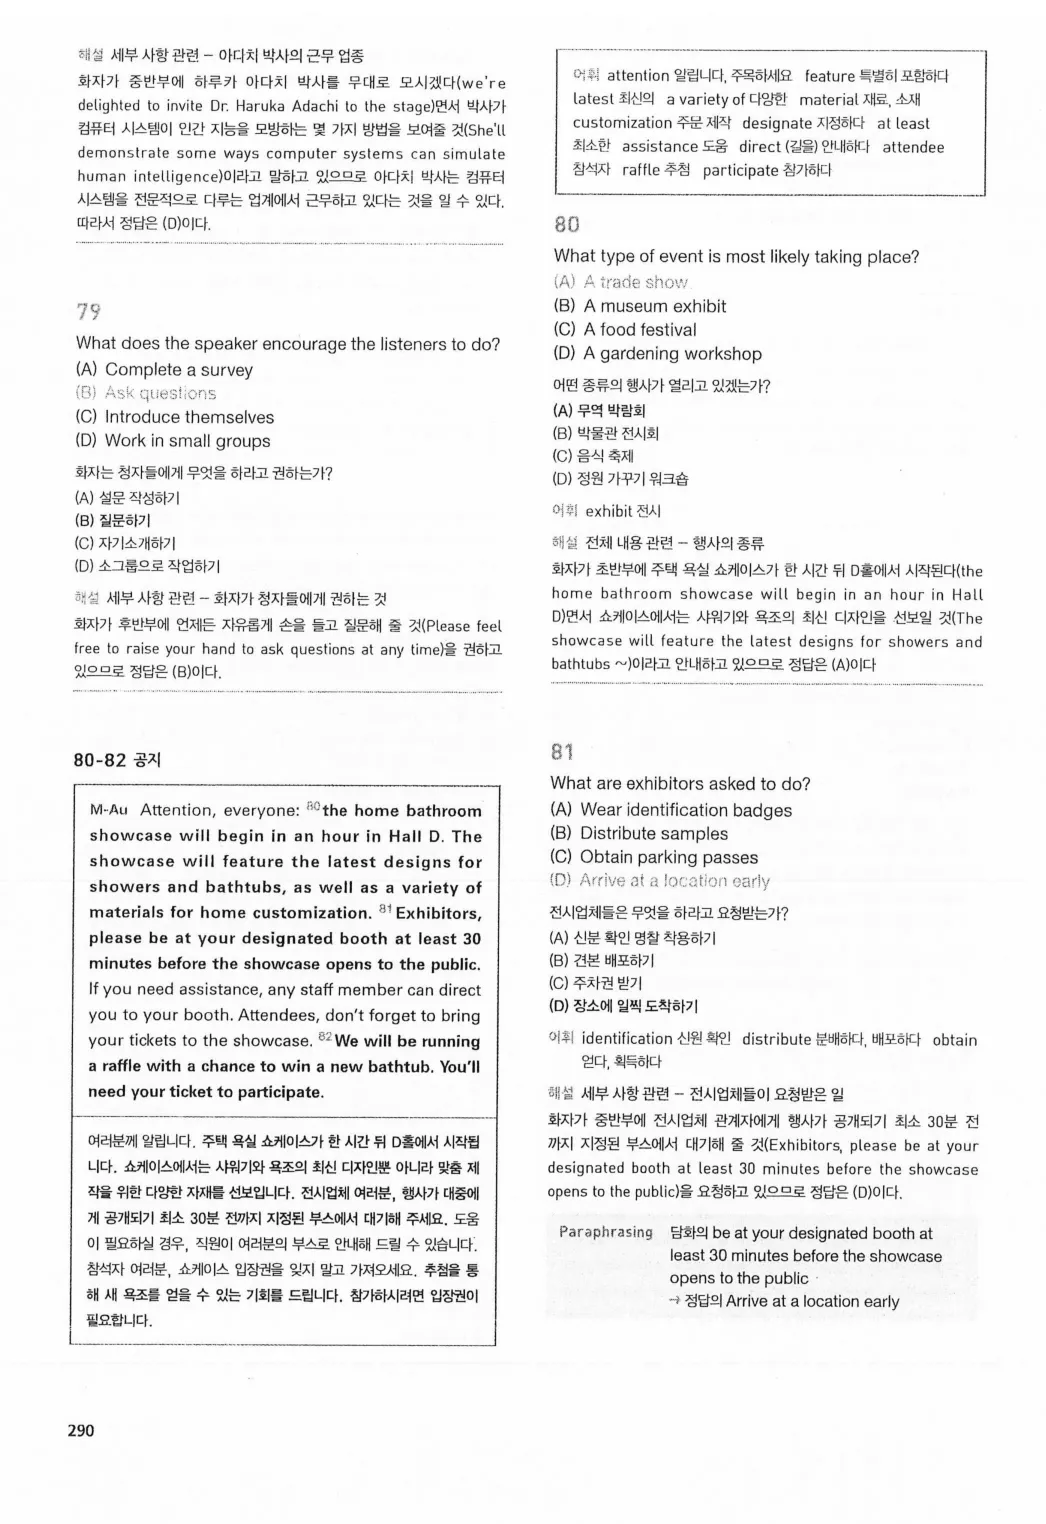 해설 세부 사항 관련 – 아다치 박사의 근무 업종
화자가 중반부에 하루카 아다치 박사를 무대로 모시겠다(we're
delighted to invite Dr. Haruka Adachi to the stage)면서 박사가
컴퓨터 시스템이 인간 지능을 모방하는 몇 가지 방법을 보여줄 것(She'll
demonstrate some ways computer systems can simulate
human intelligence)이라고 말하고 있으므로 아다치 박사는 컴퓨터
시스템을 전문적으로 다루는 업계에서 근무하고 있다는 것을 알 수 있다.
따라서 정답은 (D)이다.
79
What does the speaker encourage the listeners to do?
(A) Complete a survey
(B) Ask questions
(C) Introduce themselves
(D) Work in small groups
화자는 청자들에게 무엇을 하라고 권하는가?
(A) 설문 작성하기
(B) 질문하기
(C) 자기소개하기
(D) 소그룹으로 작업하기
해설 세부 사항 관련 – 화자가 청자들에게 권하는 것
화자가 후반부에 언제든 자유롭게 손을 들고 질문해 줄 것(Please feel
free to raise your hand to ask questions at any time)을 권하고
있으므로 정답은 (B)이다.
80-82 공지
M-Au Attention, everyone: 80the home bathroom
showcase will begin in an hour in Hall D. The
showcase will feature the latest designs for
showers and bathtubs, as well as a variety of
materials for home customization. 81Exhibitors,
please be at your designated booth at least 30
minutes before the showcase opens to the public.
If you need assistance, any staff member can direct
you to your booth. Attendees, don't forget to bring
your tickets to the showcase. 82We will be running
a raffle with a chance to win a new bathtub. You'll
need your ticket to participate.
여러분께 알립니다. 주택 욕실 쇼케이스가 한 시간 뒤 D홀에서 시작됩
니다. 쇼케이스에서는 샤워기와 욕조의 최신 디자인뿐 아니라 맞춤 제
작을 위한 다양한 자재를 선보입니다. 전시업체 여러분, 행사가 대중에
게 공개되기 최소 30분 전까지 지정된 부스에서 대기해 주세요. 도움
이 필요하실 경우, 직원이 여러분의 부스로 안내해 드릴 수 있습니다.
참석자 여러분, 쇼케이스 입장권을 잊지 말고 가져오세요. 추첨을 통
해 새 욕조를 얻을 수 있는 기회를 드립니다. 참가하시려면 입장권이
필요합니다.
290
어휘 attention 알립니다, 주목하세요 feature 특별히 포함하다
latest 최신의 a variety of 다양한 material 재료, 소재
customization 주문 제작 designate 지정하다 at least
최소한 assistance 도움 direct (길을) 안내하다 attendee
참석자 raffle 추첨 participate 참가하다
80
What type of event is most likely taking place?
(A) A trade show
(B) A museum exhibit
(C) A food festival
(D) A gardening workshop
어떤 종류의 행사가 열리고 있겠는가?
(A) 무역 박람회
(B) 박물관 전시회
(C) 음식 축제
(D) 정원 가꾸기 워크숍
어휘 exhibit 전시
해설 전체 내용 관련 – 행사의 종류
화자가 초반부에 주택 욕실 쇼케이스가 한 시간 뒤 D홀에서 시작된다(the
home bathroom showcase will begin in an hour in Hall
D)면서 쇼케이스에서는 샤워기와 욕조의 최신 디자인을 선보일 것(The
showcase will feature the latest designs for showers and
bathtubs ~)이라고 안내하고 있으므로 정답은 (A)이다
81
What are exhibitors asked to do?
(A) Wear identification badges
(B) Distribute samples
(C) Obtain parking passes
(D) Arrive at a location early
전시업체들은 무엇을 하라고 요청받는가?
(A) 신분 확인 명찰 착용하기
(B) 견본 배포하기
(C) 주차권 받기
(D) 장소에 일찍 도착하기
어휘 identification 신원 확인 distribute 분배하다, 배포하다 obtain
얻다, 획득하다
해설 세부 사항 관련 – 전시업체들이 요청받은 일
화자가 중반부에 전시업체 관계자에게 행사가 공개되기 최소 30분 전
까지 지정된 부스에서 대기해 줄 것(Exhibitors, please be at your
designated booth at least 30 minutes before the showcase
opens to the public)을 요청하고 있으므로 정답은 (D)이다.
Paraphrasing 담화의 be at your designated booth at
least 30 minutes before the showcase
opens to the public
→ 정답의 Arrive at a location early